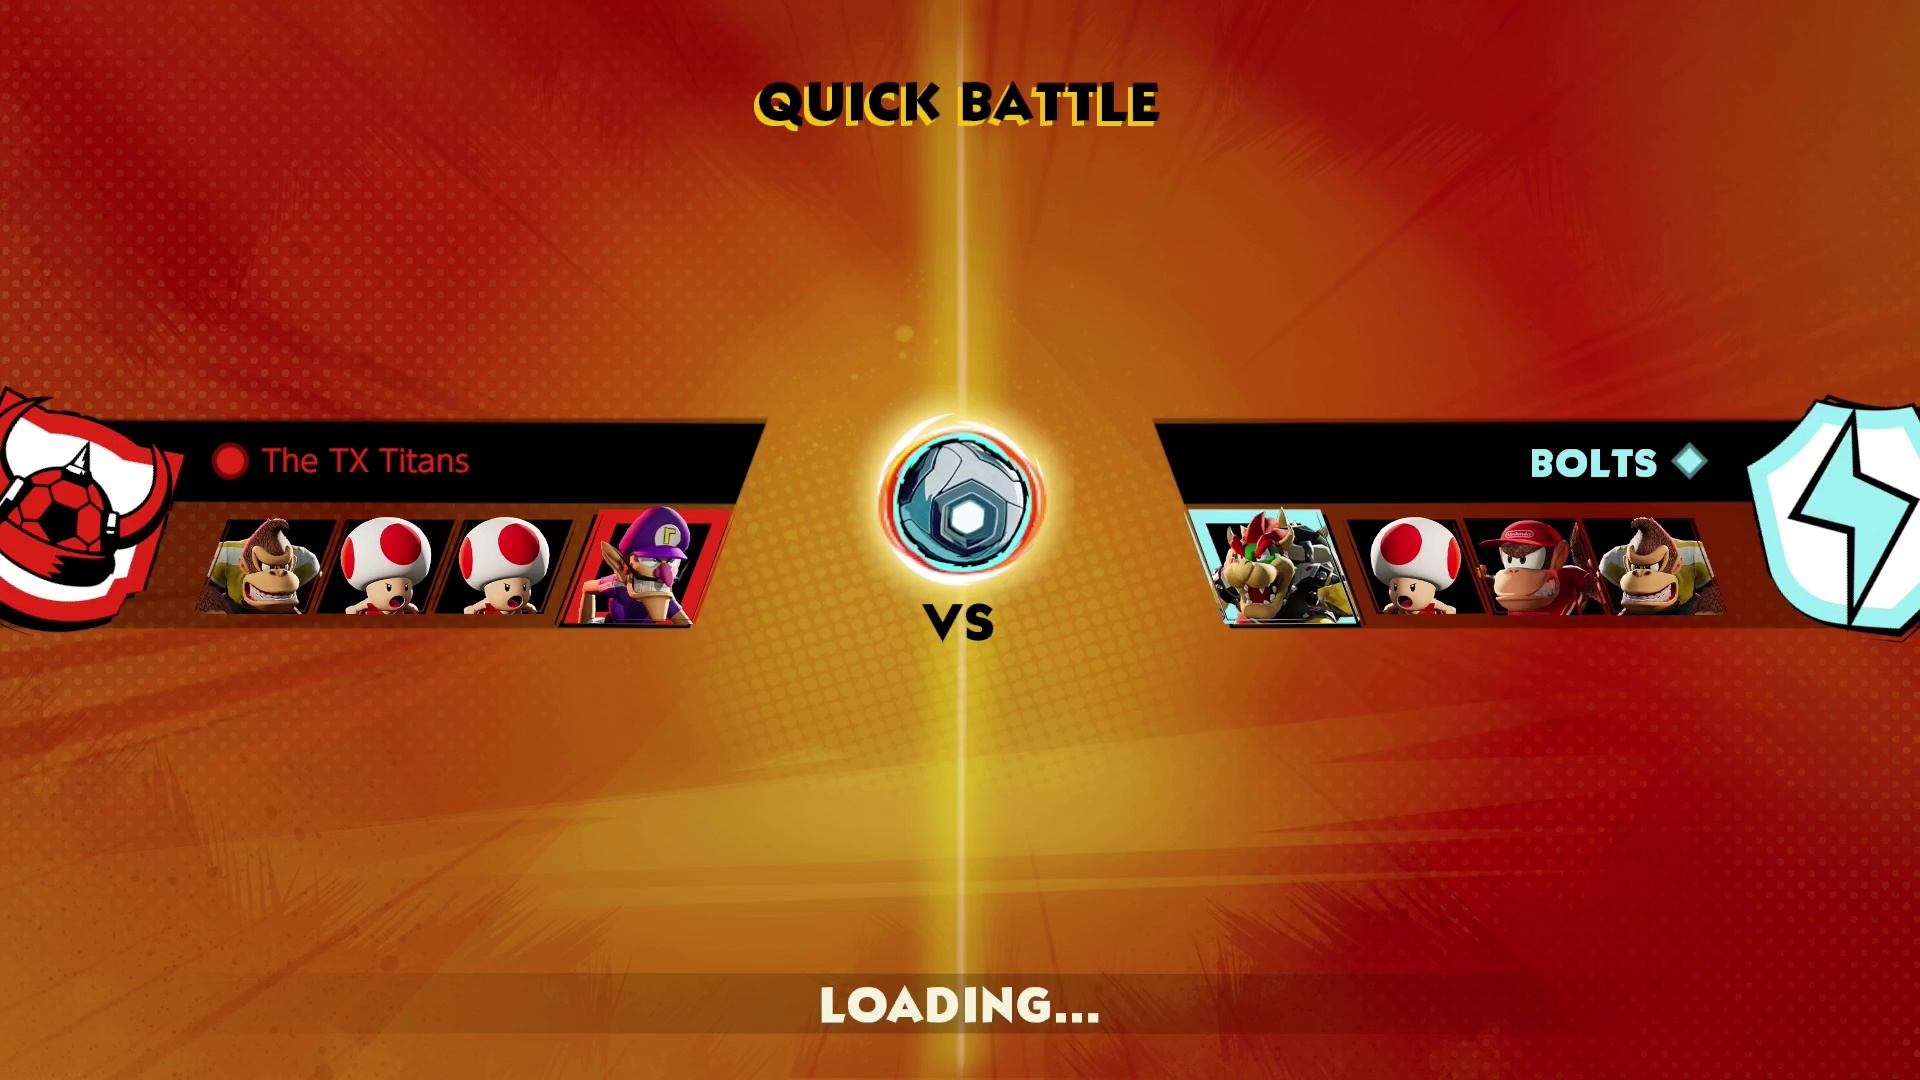 QUICK BATTLE
The TX Titans
BOLTS
VS
LOADING...